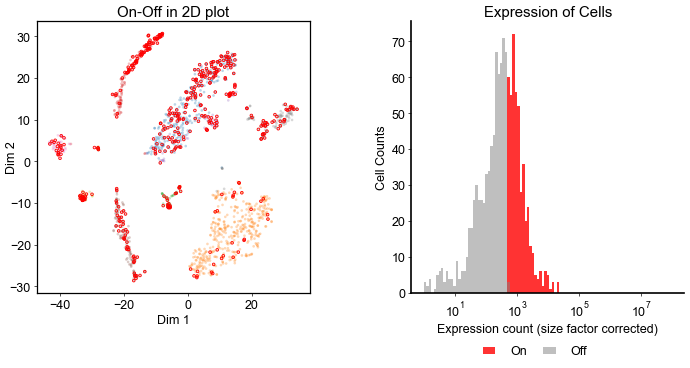 On-Off in 2D plot
30
20
10
0
−10
−20
−30
Dim 2
−40
−20
0
20
Dim 1
Expression of Cells
70
60
50
40
30
20
10
0
Cell Counts
10^1
10^3
10^5
10^7
Expression count (size factor corrected)
On
Off